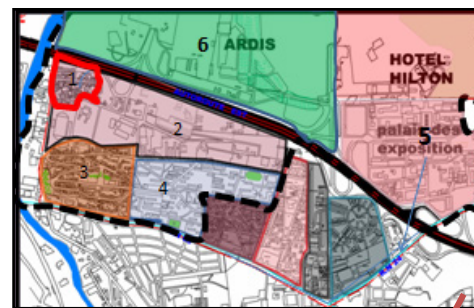 6 ARDIS
HOTEL
HILTON
1
2
palais des
exposition
5
3
4